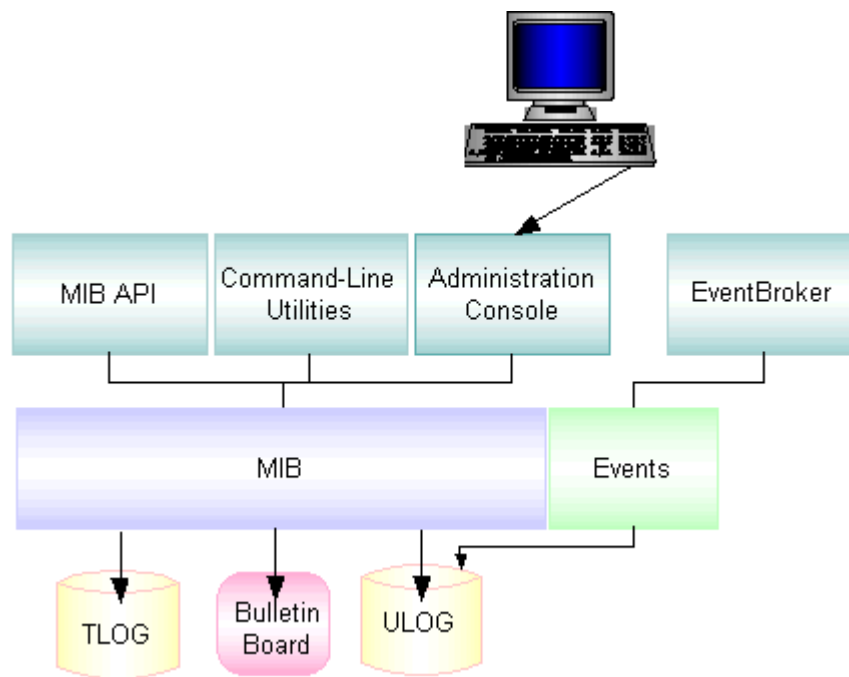 MIB API
Command-Line
Utilities
Administration
Console
EventBroker
MIB
Events
TLOG
Bulletin
Board
ULOG